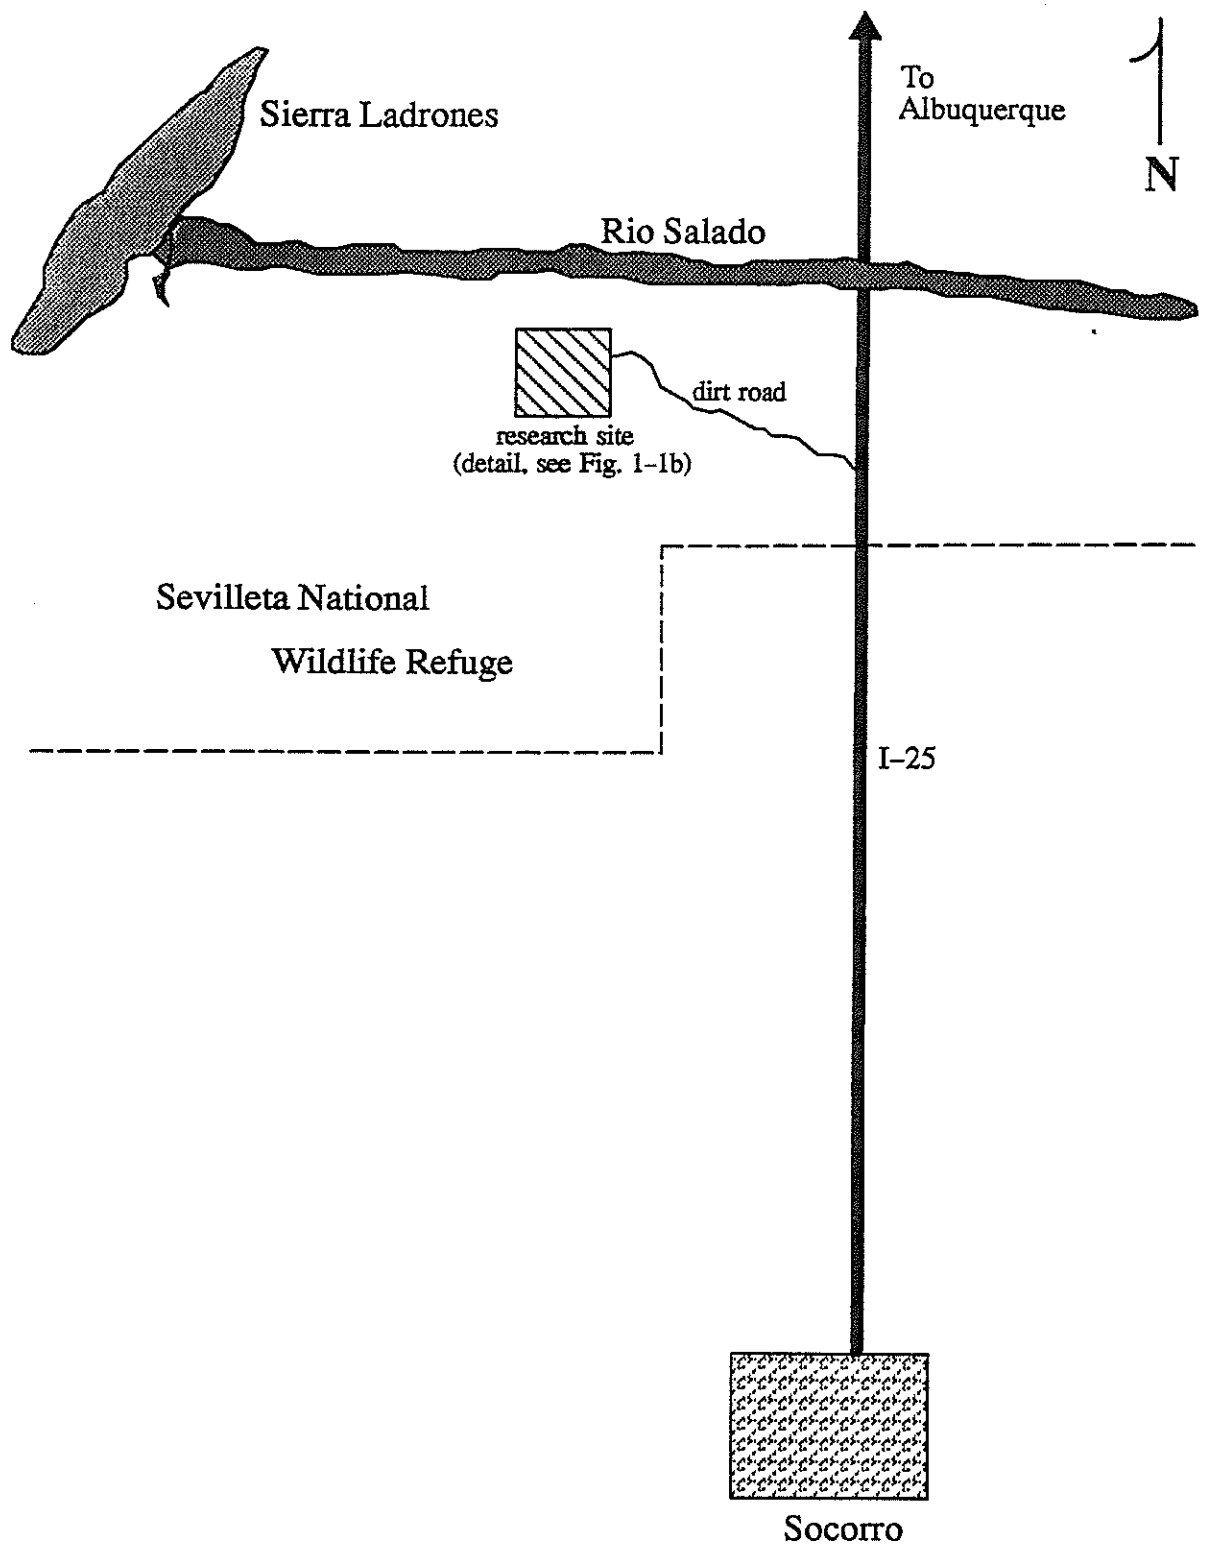 To
Albuquerque
Sierra Ladrones
N
Rio Salado
dirt road
research site
(detail, see Fig. 1-1b)
Sevilleta National
Wildlife Refuge
I-25
Socorro